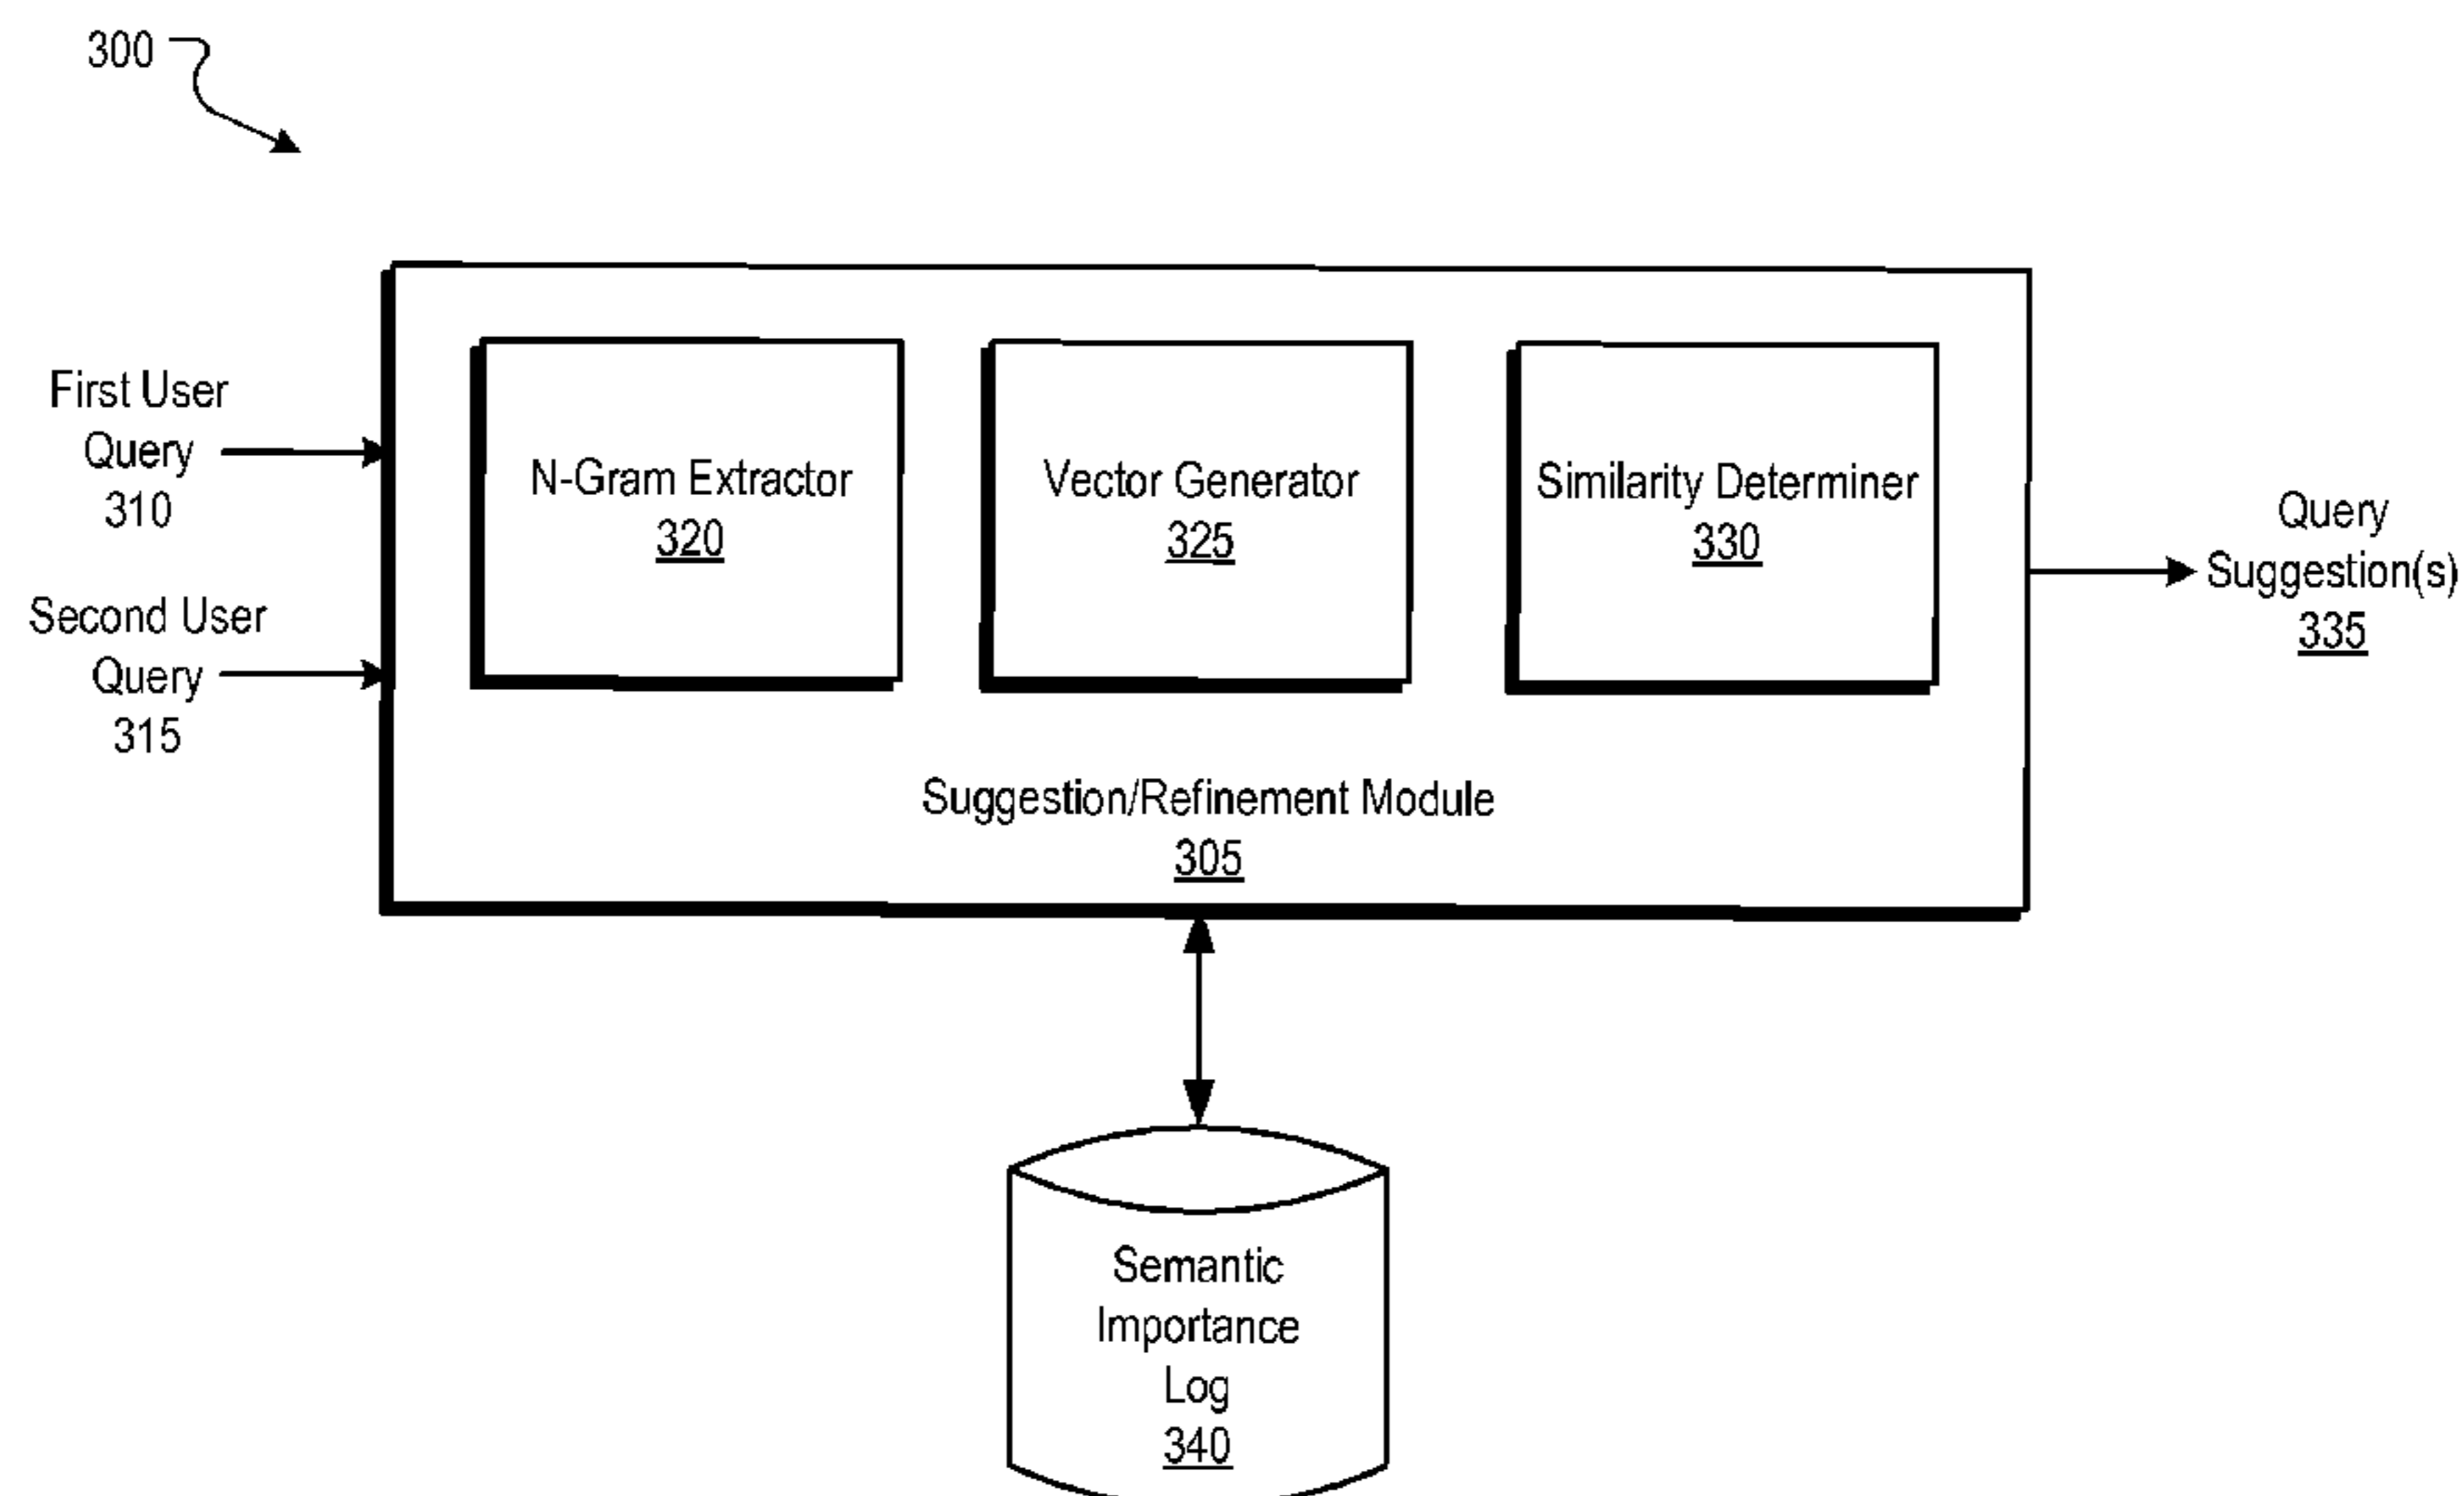 300
First User
Query
310
Second User
Query
315
N-Gram Extractor
320
Vector Generator
325
Similarity Determiner
330
Suggestion/Refinement Module
305
Query
Suggestion(s)
335
Semantic
Importance
Log
340